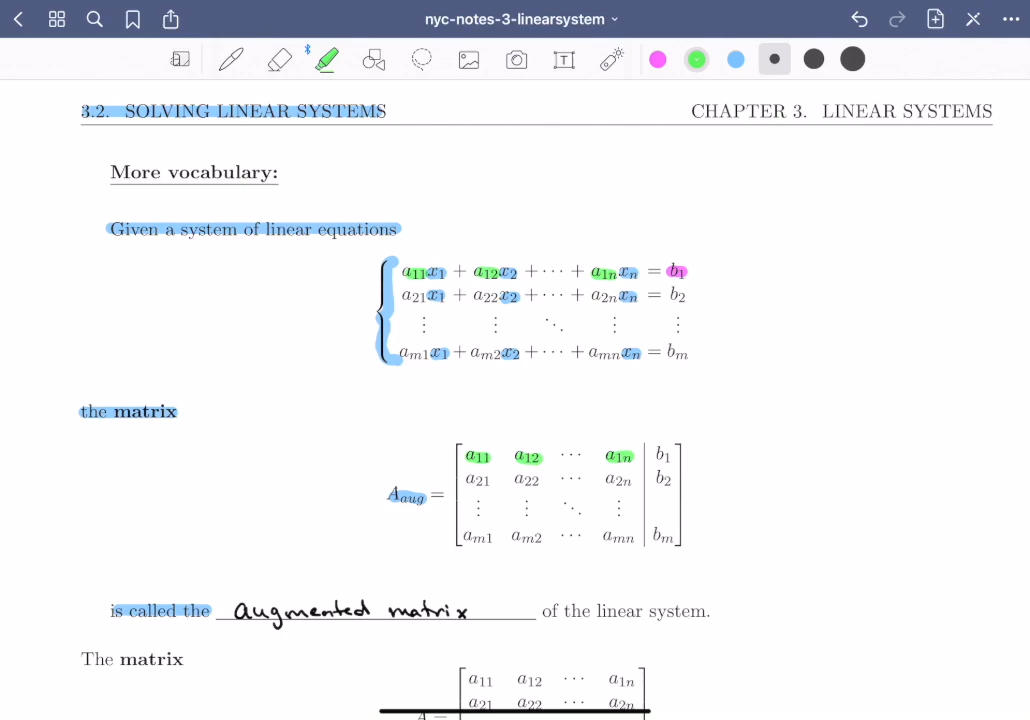 nyc-notes-3-linearsystem
3.2. SOLVING LINEAR SYSTEMS CHAPTER 3. LINEAR SYSTEMS
More vocabulary:
Given a system of linear equations
a₁₁x₁ + a₁₂x₂ + ··· + a₁ₙxₙ = b₁
a₂₁x₁ + a₂₂x₂ + ··· + a₂ₙxₙ = b₂
⋮ ⋮ ⋱ ⋮ ⋮
aₘ₁x₁ + aₘ₂x₂ + ··· + aₘₙxₙ = bₘ
the matrix
a₁₁ a₁₂ ··· a₁ₙ b₁
a₂₁ a₂₂ ··· a₂ₙ b₂
A_aug =
⋮ ⋮ ⋱ ⋮
aₘ₁ aₘ₂ ··· aₘₙ bₘ
is called the augmented matrix of the linear system.
The matrix
a₁₁ a₁₂ ··· a₁ₙ
a₂₁ a₂₂ ··· a₂ₙ
A =